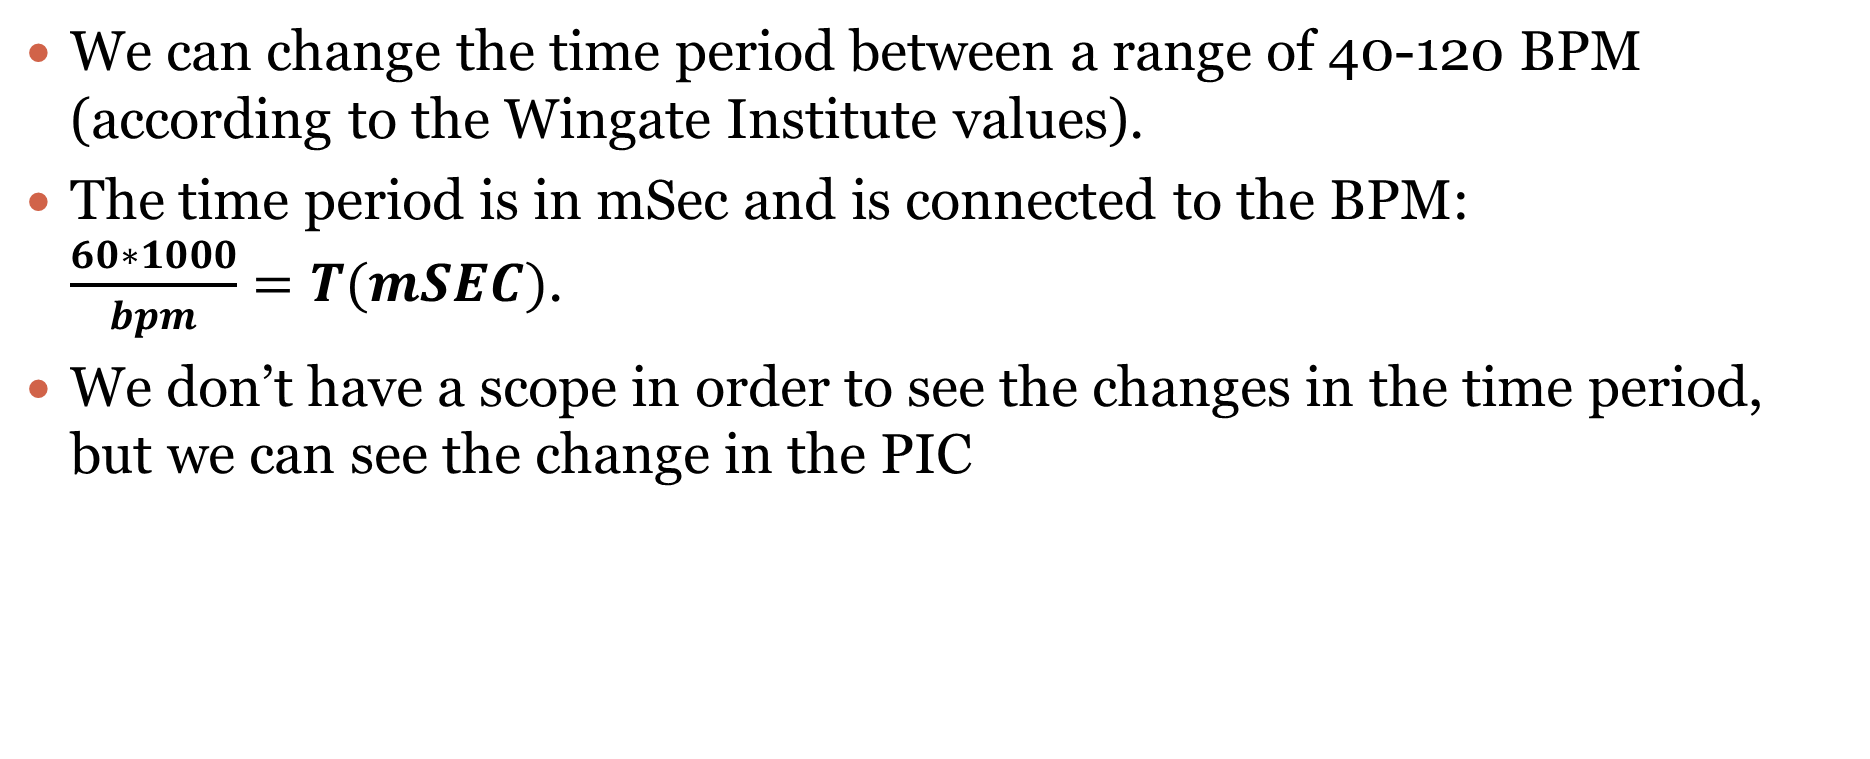 • We can change the time period between a range of 40-120 BPM
(according to the Wingate Institute values).
• The time period is in mSec and is connected to the BPM:
60*1000/bpm = T(mSEC).
• We don’t have a scope in order to see the changes in the time period,
but we can see the change in the PIC